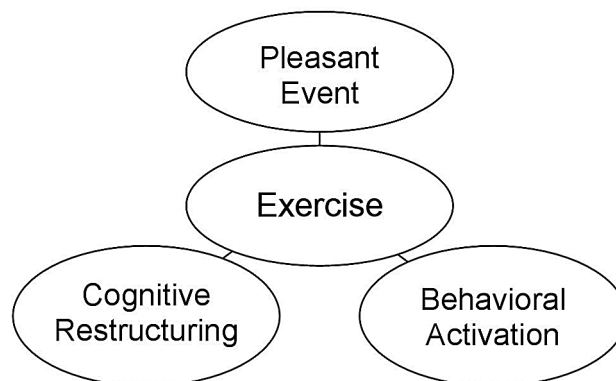 Pleasant
Event
Exercise
Cognitive
Restructuring
Behavioral
Activation